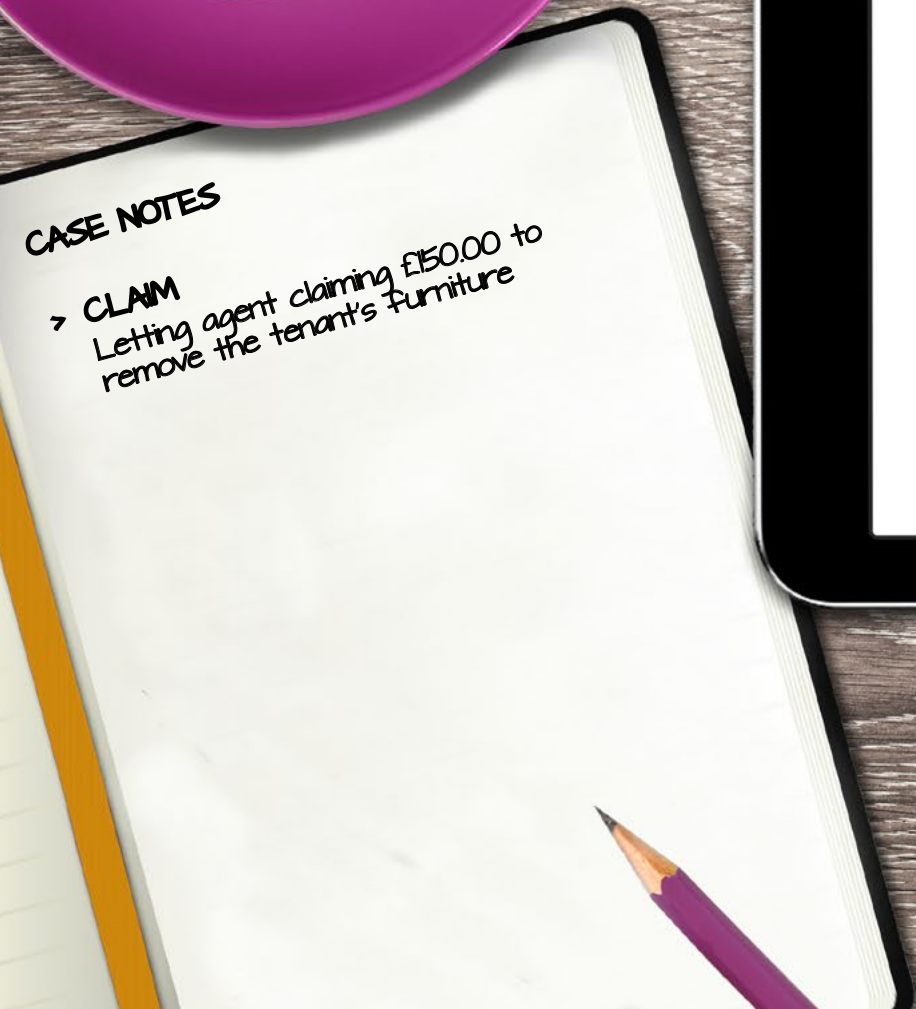 CASE NOTES
> CLAIM
Letting agent claiming £150.00 to
remove the tenant's furniture